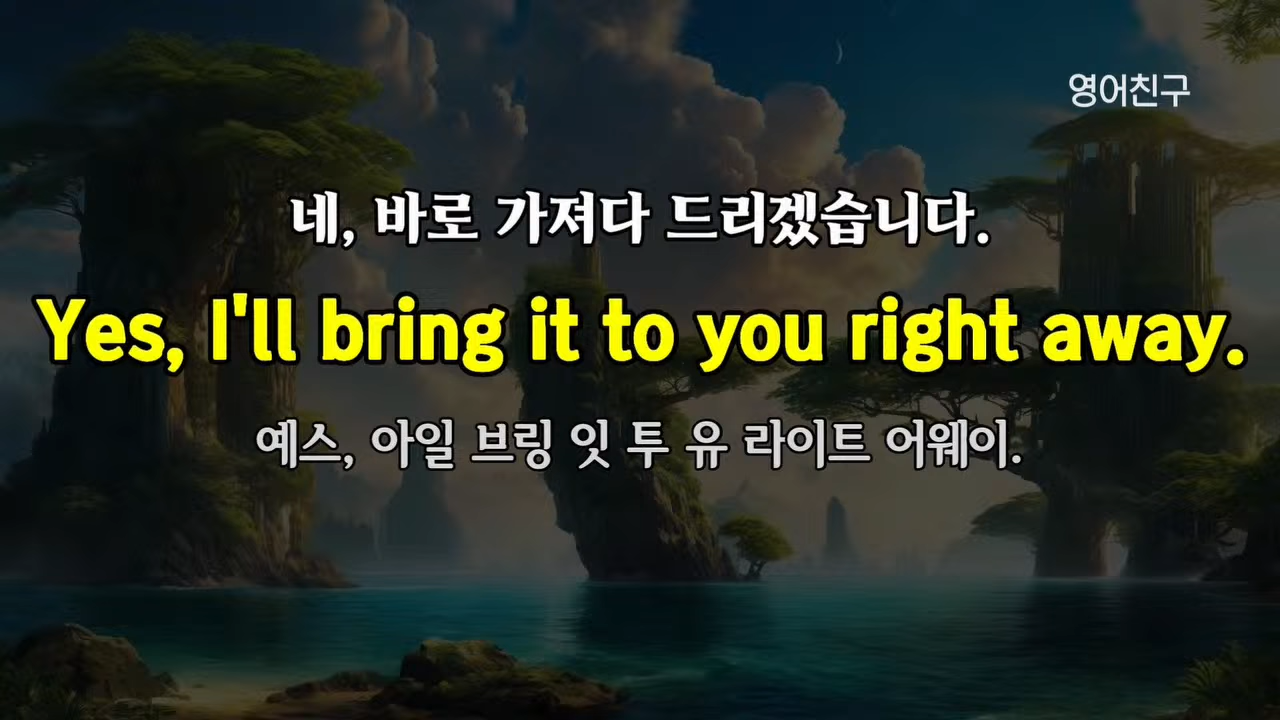 영어친구
네, 바로 가져다 드리겠습니다.
Yes, I'll bring it to you right away.
예스, 아일 브링 잇 투 유 라이트 어웨이.